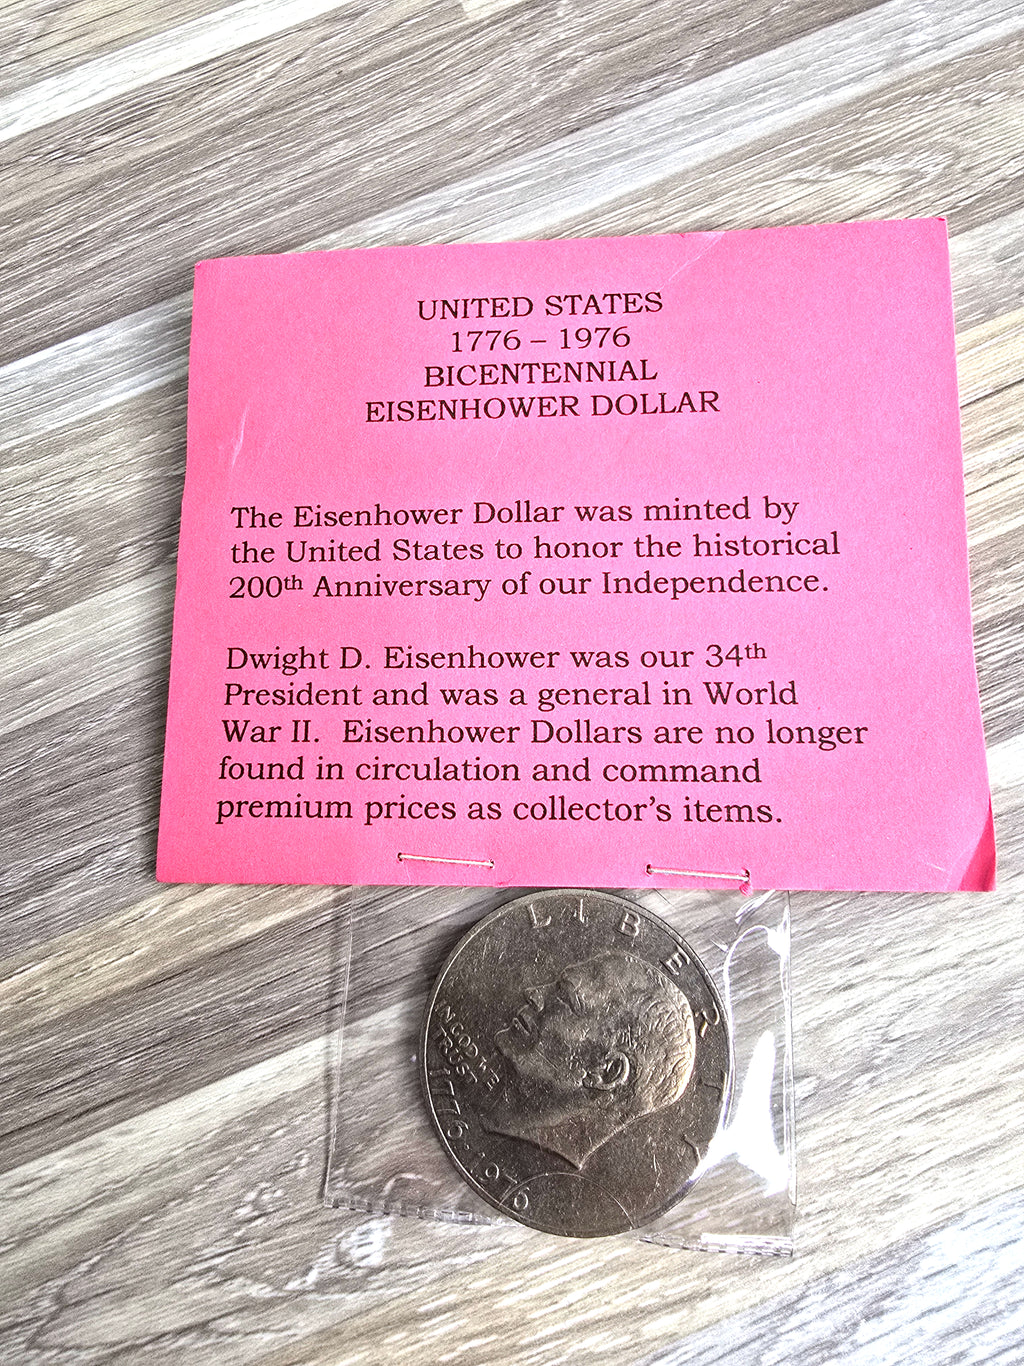 UNITED STATES
1776 – 1976
BICENTENNIAL
EISENHOWER DOLLAR
The Eisenhower Dollar was minted by
the United States to honor the historical
200th Anniversary of our Independence.
Dwight D. Eisenhower was our 34th
President and was a general in World
War II. Eisenhower Dollars are no longer
found in circulation and command
premium prices as collector's items.
LIBERTY
IN GOD WE
TRUST
1776·1976